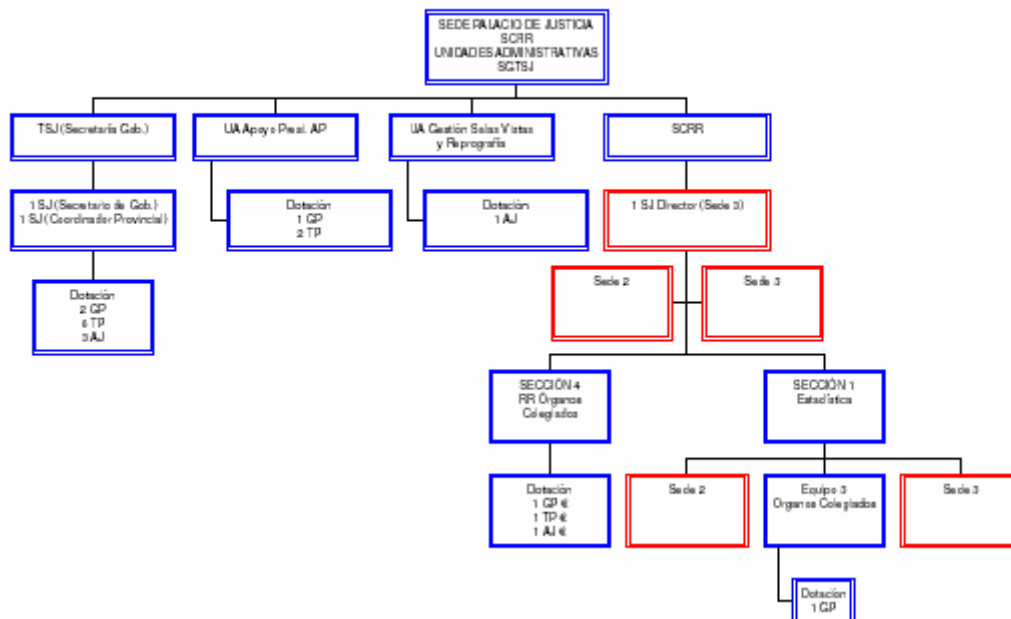 SEDE PALACIO DE JUSTICIA
SCRR
UNIDADES ADMINISTRATIVAS
SGTSJ
TSJ (Secretaría Gob.)
UA Apoyo Presi. AP
UA Gestión Salas Vistas
y Reprografía
SCRR
1 SJ (Secretario de Gob.)
1 SJ (Coordinador Provincial)
Dotación
1 GP
2 TP
Dotación
1 AJ
1 SJ Director (Sede 3)
Dotación
2 GP
6 TP
3 AJ
Sede 2
Sede 3
SECCIÓN 4
RR Órganos
Colegiados
SECCIÓN 1
Estadística
Dotación
1 GP €
1 TP €
1 AJ €
Sede 2
Equipo 3
Órganos Colegiados
Sede 3
Dotación
1 GP